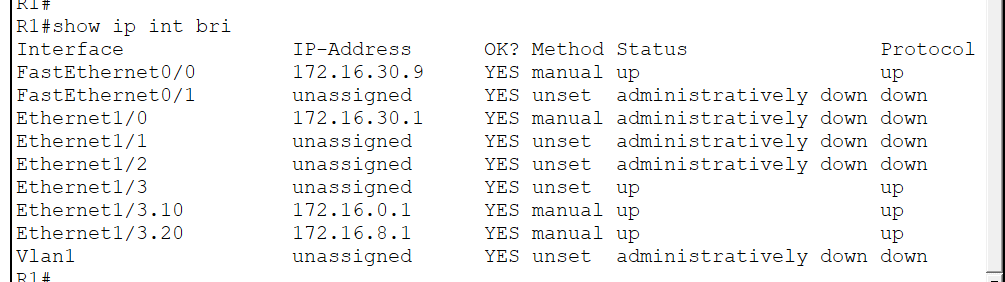 R1#
R1#show ip int bri
Interface IP-Address OK? Method Status Protocol
FastEthernet0/0 172.16.30.9 YES manual up up
FastEthernet0/1 unassigned YES unset administratively down down
Ethernet1/0 172.16.30.1 YES manual administratively down down
Ethernet1/1 unassigned YES unset administratively down down
Ethernet1/2 unassigned YES unset administratively down down
Ethernet1/3 unassigned YES unset up up
Ethernet1/3.10 172.16.0.1 YES manual up up
Ethernet1/3.20 172.16.8.1 YES manual up up
Vlan1 unassigned YES unset administratively down down
R1#